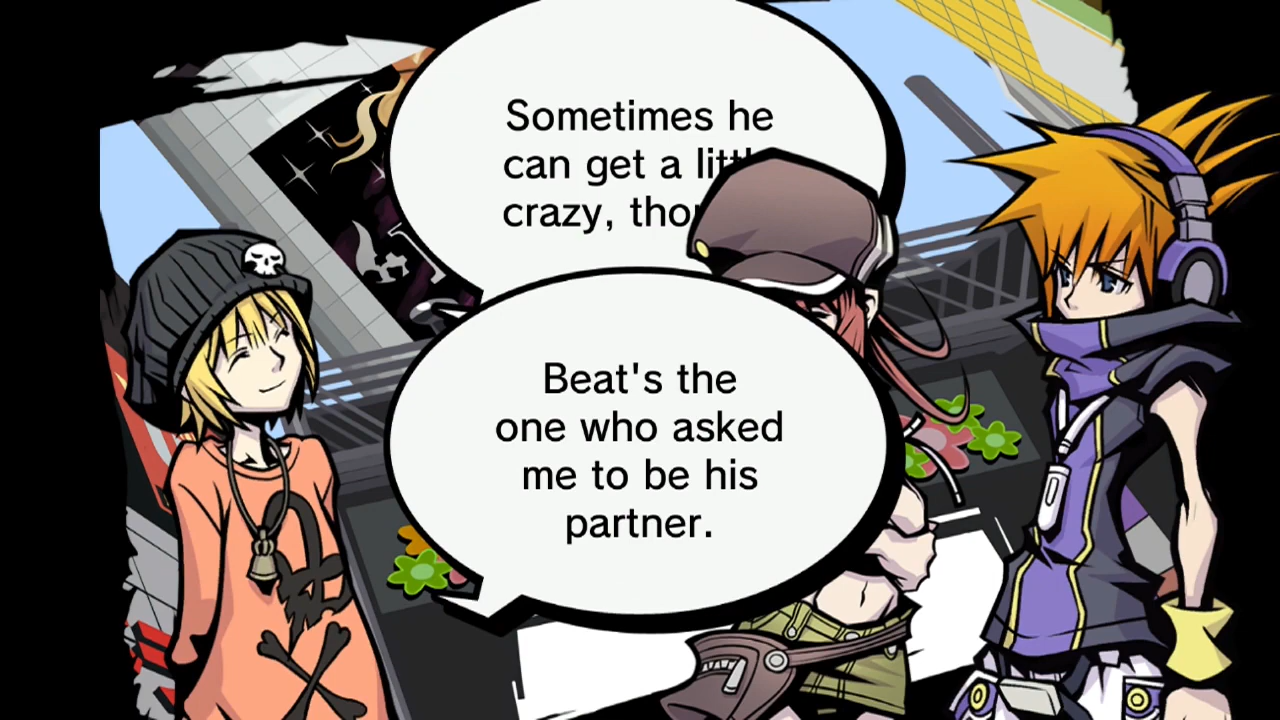 Sometimes he
can get a
crazy,
Beat's the
one who asked
me to be his
partner.